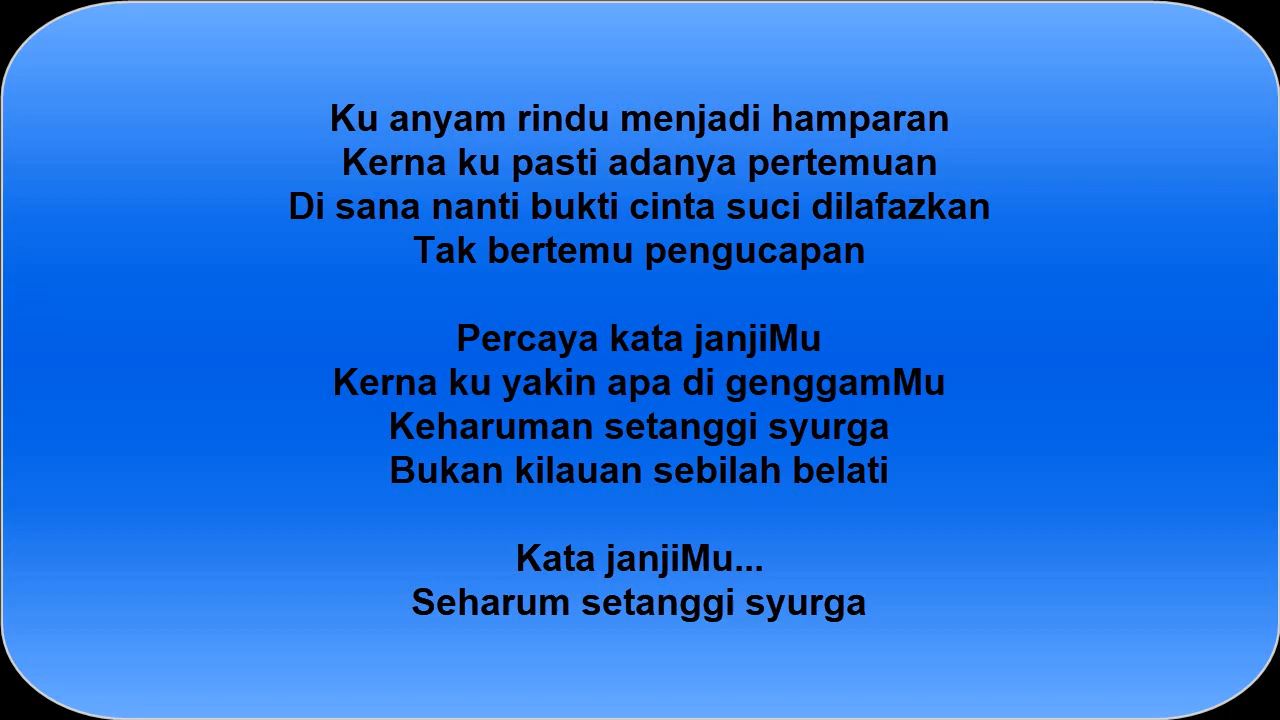 Ku anyam rindu menjadi hamparan
Kerna ku pasti adanya pertemuan
Di sana nanti bukti cinta suci dilafazkan
Tak bertemu pengucapan
Percaya kata janjiMu
Kerna ku yakin apa di genggamMu
Keharuman setanggi syurga
Bukan kilauan sebilah belati
Kata janjiMu...
Seharum setanggi syurga